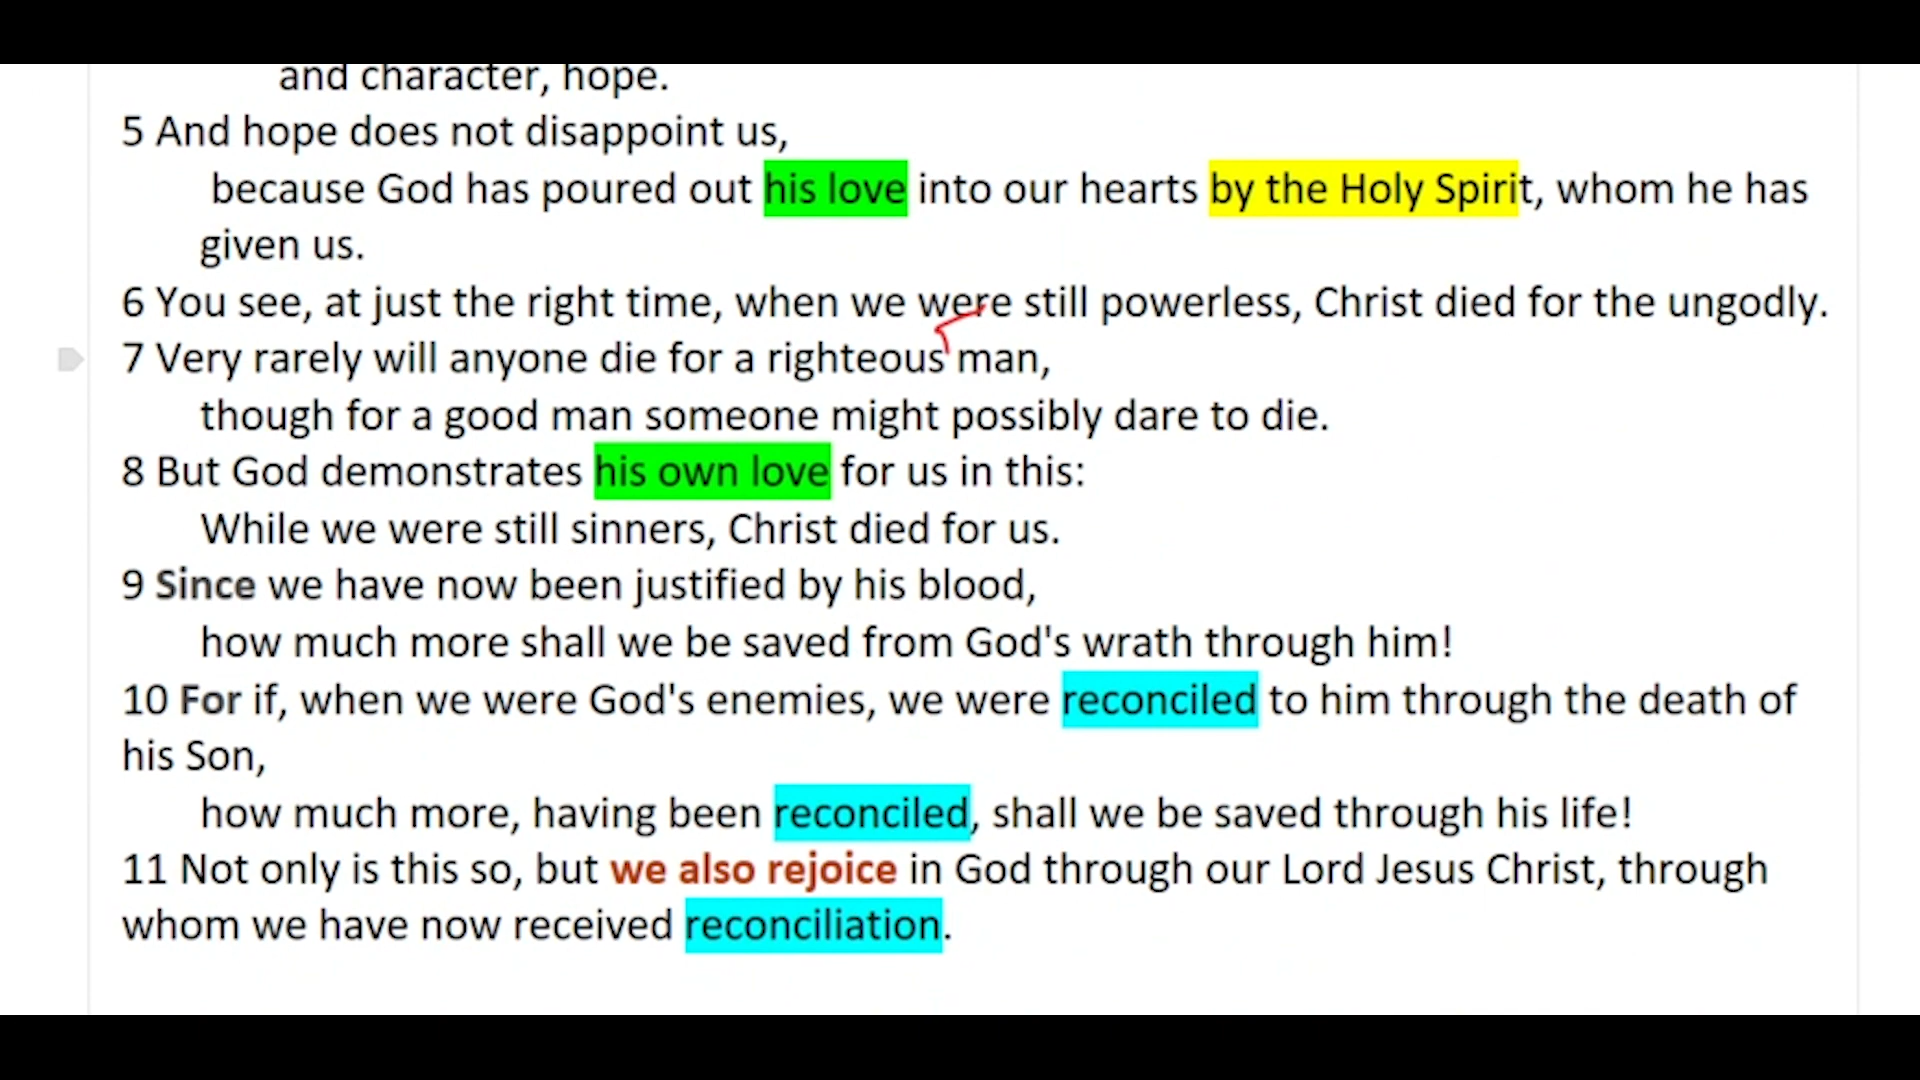 and character, hope.
5 And hope does not disappoint us,
because God has poured out his love into our hearts by the Holy Spirit, whom he has
given us.
6 You see, at just the right time, when we were still powerless, Christ died for the ungodly.
7 Very rarely will anyone die for a righteous man,
though for a good man someone might possibly dare to die.
8 But God demonstrates his own love for us in this:
While we were still sinners, Christ died for us.
9 Since we have now been justified by his blood,
how much more shall we be saved from God's wrath through him!
10 For if, when we were God's enemies, we were reconciled to him through the death of
his Son,
how much more, having been reconciled, shall we be saved through his life!
11 Not only is this so, but we also rejoice in God through our Lord Jesus Christ, through
whom we have now received reconciliation.